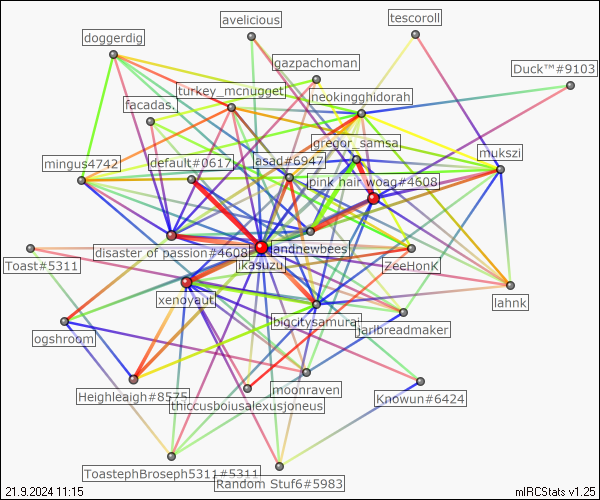 avelicious
tescoroll
doggerdig
gazpachoman
Duck™#9103
turkey_mcnugget
neokingghidorah
facadas.
gregor_samsa
mukszi
mingus4742
default#0617
asad#6947
pink hair woag#4608
disaster of passion#4608
andnewbees
Toast#5311
ikasuzu
ZeeHonK
xenoyaut
lahnk
ogshroom
bigcitysamurai
jarlbreadmaker
Heighleaigh#8575
moonraven
Knowun#6424
thiccusboiusalexusjoneus
ToastephBroseph5311#5311
Random Stuf6#5983
21.9.2024 11:15
mIRCStats v1.25